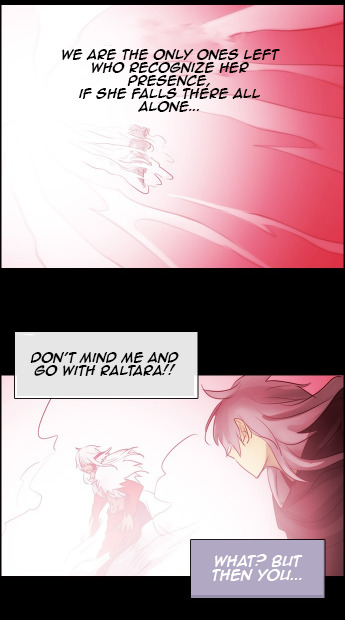 WE ARE THE ONLY ONES LEFT
WHO RECOGNIZE HER
PRESENCE,
IF SHE FALLS THERE ALL
ALONE...
DON'T MIND ME AND
GO WITH RALTARA!!
WHAT? BUT
THEN YOU...